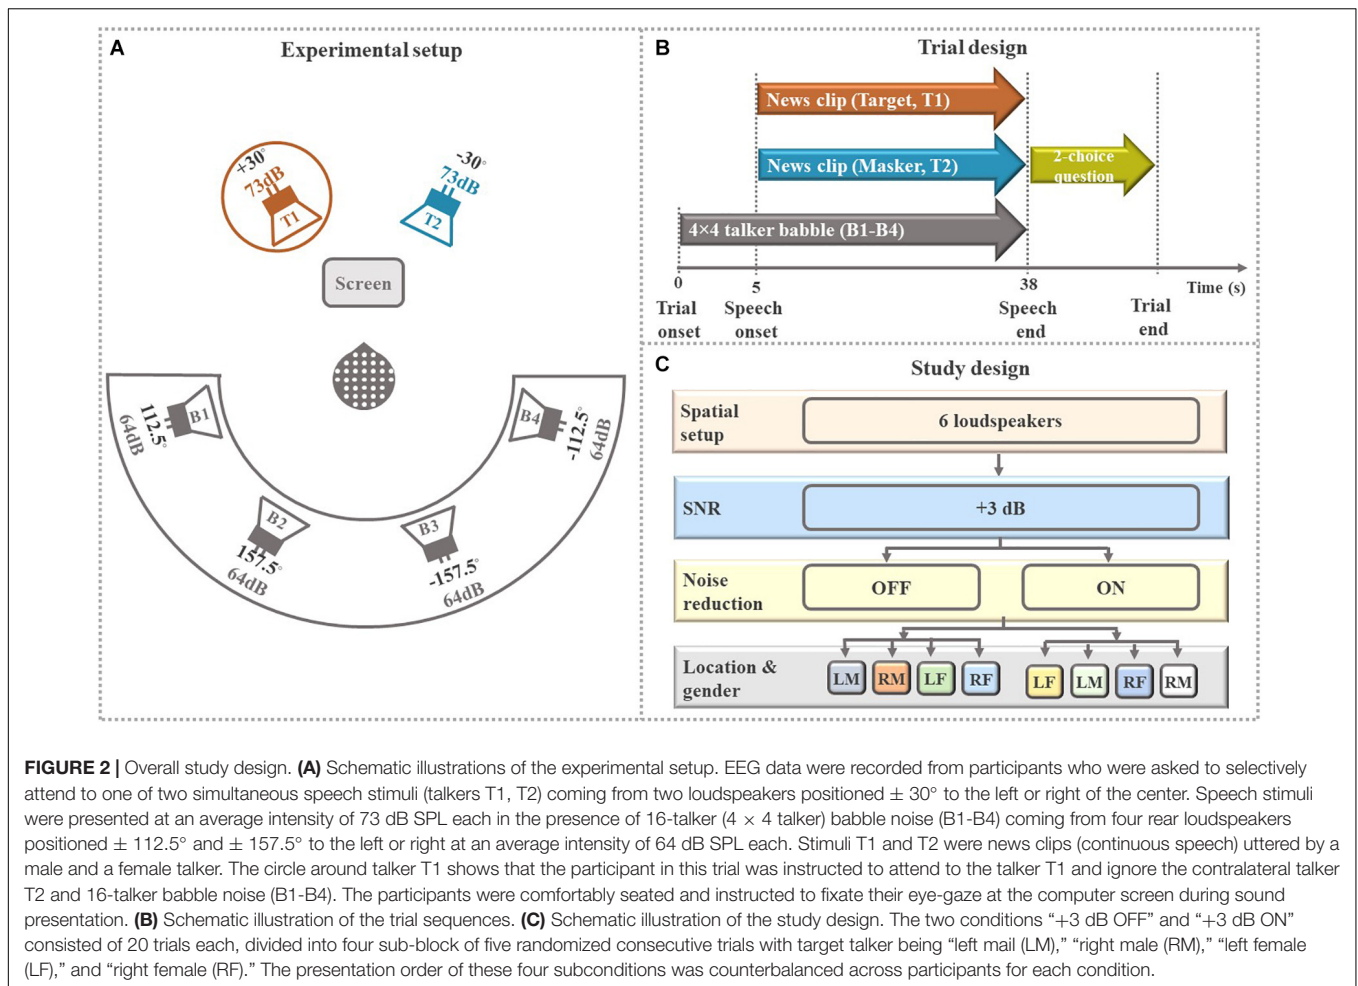 A
Experimental setup
+30°
73dB
T1
-30°
73dB
T2
Screen
B1
112.5°
64dB
B2
157.5°
64dB
B3
-157.5°
64dB
B4
-112.5°
64dB
B
Trial design
News clip (Target, T1)
News clip (Masker, T2)
2-choice
question
4×4 talker babble (B1-B4)
0
5
38
Time (s)
Trial
onset
Speech
onset
Speech
end
Trial
end
C
Study design
Spatial
setup
6 loudspeakers
SNR
+3 dB
Noise
reduction
OFF
ON
Location &
gender
LM
RM
LF
RF
LF
LM
RF
RM
FIGURE 2 | Overall study design. (A) Schematic illustrations of the experimental setup. EEG data were recorded from participants who were asked to selectively
attend to one of two simultaneous speech stimuli (talkers T1, T2) coming from two loudspeakers positioned ± 30° to the left or right of the center. Speech stimuli
were presented at an average intensity of 73 dB SPL each in the presence of 16-talker (4 × 4 talker) babble noise (B1-B4) coming from four rear loudspeakers
positioned ± 112.5° and ± 157.5° to the left or right at an average intensity of 64 dB SPL each. Stimuli T1 and T2 were news clips (continuous speech) uttered by a
male and a female talker. The circle around talker T1 shows that the participant in this trial was instructed to attend to the talker T1 and ignore the contralateral talker
T2 and 16-talker babble noise (B1-B4). The participants were comfortably seated and instructed to fixate their eye-gaze at the computer screen during sound
presentation. (B) Schematic illustration of the trial sequences. (C) Schematic illustration of the study design. The two conditions “+3 dB OFF” and “+3 dB ON”
consisted of 20 trials each, divided into four sub-block of five randomized consecutive trials with target talker being “left mail (LM),” “right male (RM),” “left female
(LF),” and “right female (RF).” The presentation order of these four subconditions was counterbalanced across participants for each condition.